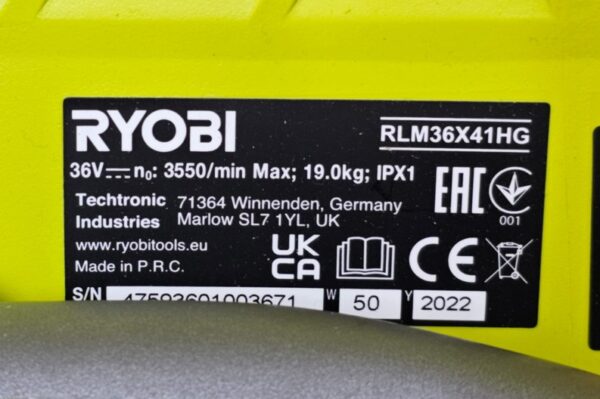 RYOBI
RLM36X41HG
36V⎓ n₀: 3550/min Max; 19.0kg; IPX1
Techtronic Industries
71364 Winnenden, Germany
Marlow SL7 1YL, UK
EAC
001
www.ryobitools.eu
Made in P.R.C.
UK
CA
CE
S/N 47593601003671 W 50 Y 2022